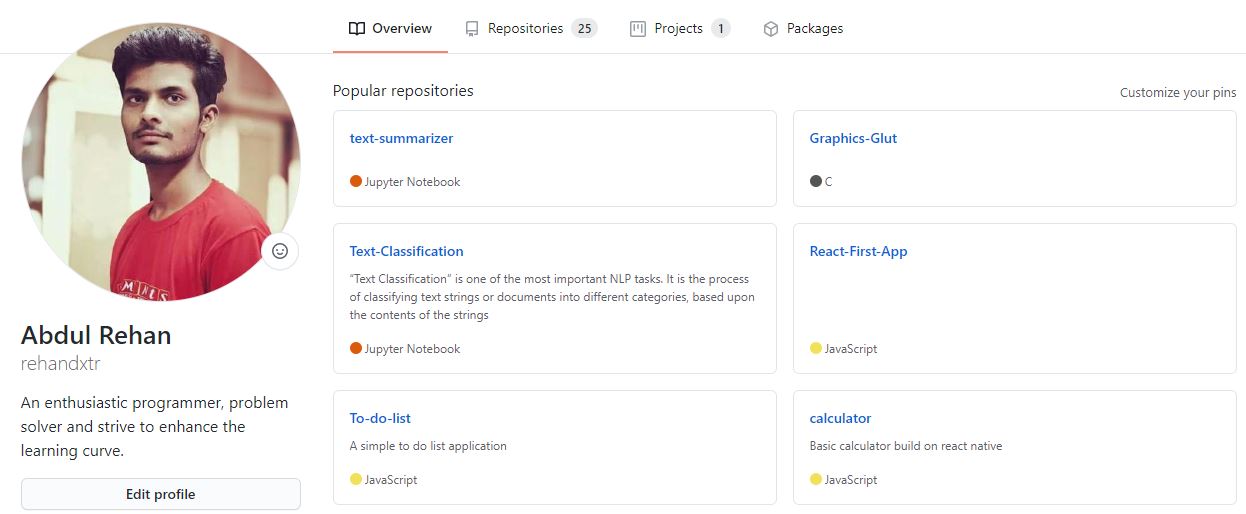 Overview
Repositories 25
Projects 1
Packages
Popular repositories
Customize your pins
text-summarizer
Jupyter Notebook
Graphics-Glut
C
Text-Classification
“Text Classification” is one of the most important NLP tasks. It is the process
of classifying text strings or documents into different categories, based upon
the contents of the strings
Jupyter Notebook
React-First-App
JavaScript
To-do-list
A simple to do list application
JavaScript
calculator
Basic calculator build on react native
JavaScript
Abdul Rehan
rehandxtr
An enthusiastic programmer, problem
solver and strive to enhance the
learning curve.
Edit profile